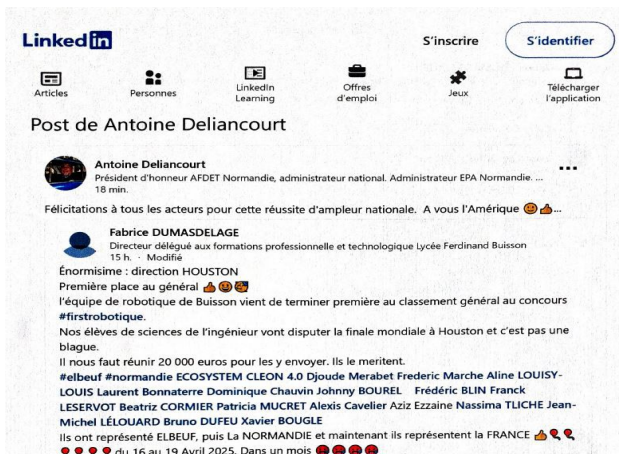 Linked in
S'inscrire
S'identifier
Articles
Personnes
LinkedIn
Learning
Offres
d'emploi
Jeux
Télécharger
l'application
Post de Antoine Deliancourt
Antoine Deliancourt
Président d'honneur AFDET Normandie, administrateur national. Administrateur EPA Normandie. ...
18 min.
Félicitations à tous les acteurs pour cette réussite d'ampleur nationale. A vous l'Amérique 🙂👍...
Fabrice DUMASDELAGE
Directeur délégué aux formations professionnelle et technologique Lycée Ferdinand Buisson
15 h. · Modifié
Énormisime : direction HOUSTON
Première place au général
l'équipe de robotique de Buisson vient de terminer première au classement général au concours
#firstrobotique.
Nos élèves de sciences de l'ingénieur vont disputer la finale mondiale à Houston et c'est pas une
blague.
Il nous faut réunir 20 000 euros pour les y envoyer. Ils le meritent.
#elbeuf #normandie ECOSYSTEM CLEON 4.0 Djoude Merabet Frederic Marche Aline LOUISY-
LOUIS Laurent Bonnaterre Dominique Chauvin Johnny BOUREL Frédéric BLIN Franck
LESERVOT Beatriz CORMIER Patricia MUCRET Alexis Cavelier Aziz Ezzaine Nassima TLICHE Jean-
Michel LÉLOUARD Bruno DUFEU Xavier BOUGLE
Ils ont représenté ELBEUF, puis La NORMANDIE et maintenant ils représentent la FRANCE
du 16 au 19 Avril 2025. Dans un mois